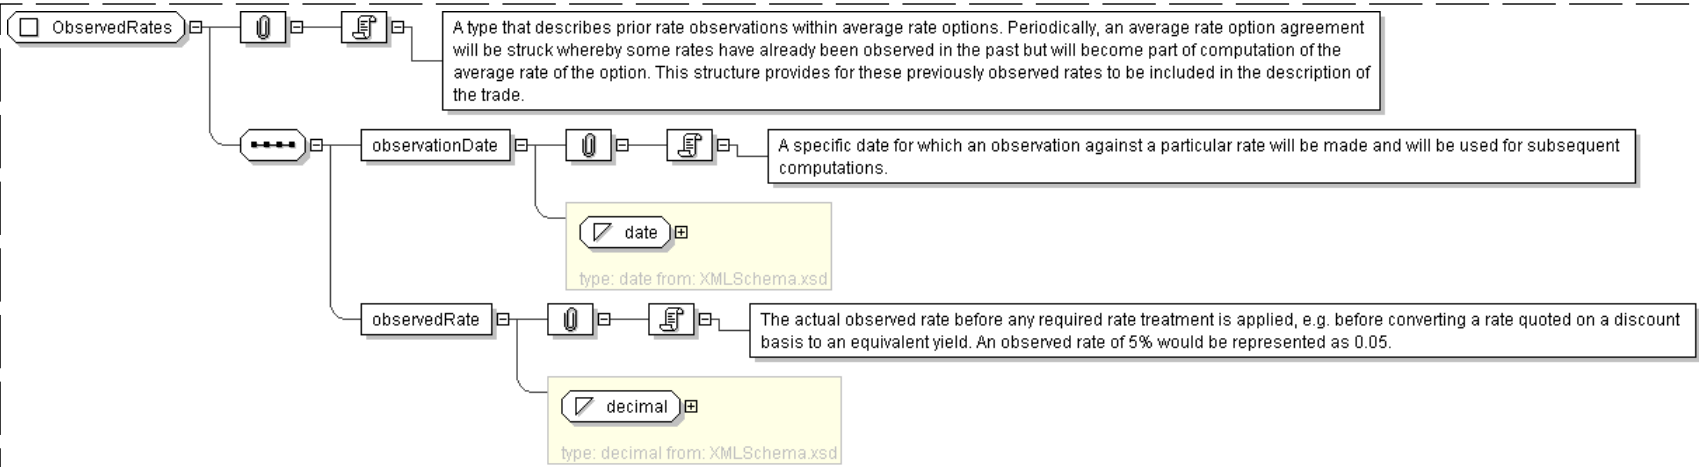 ObservedRates
A type that describes prior rate observations within average rate options. Periodically, an average rate option agreement
will be struck whereby some rates have already been observed in the past but will become part of computation of the
average rate of the option. This structure provides for these previously observed rates to be included in the description of
the trade.
observationDate
A specific date for which an observation against a particular rate will be made and will be used for subsequent
computations.
date
type: date from: XMLSchema.xsd
observedRate
The actual observed rate before any required rate treatment is applied, e.g. before converting a rate quoted on a discount
basis to an equivalent yield. An observed rate of 5% would be represented as 0.05.
decimal
type: decimal from: XMLSchema.xsd